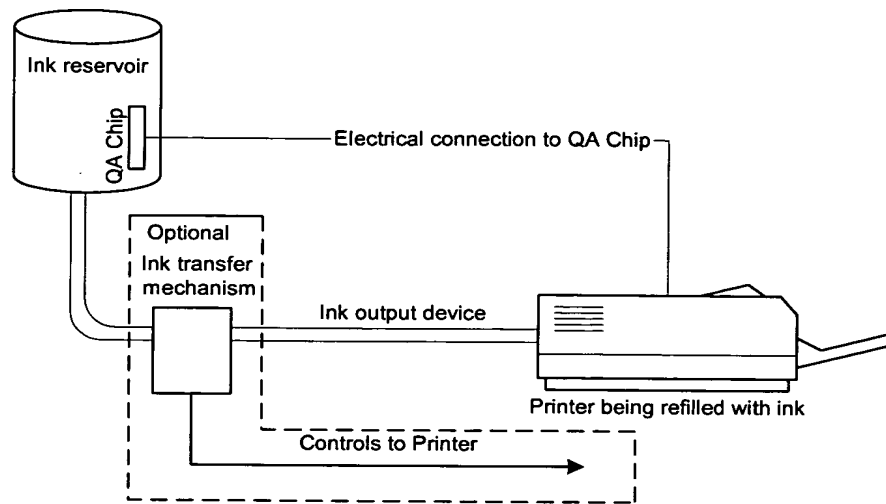 Ink reservoir
QA Chip
Electrical connection to QA Chip
Optional
Ink transfer
mechanism
Ink output device
Printer being refilled with ink
Controls to Printer